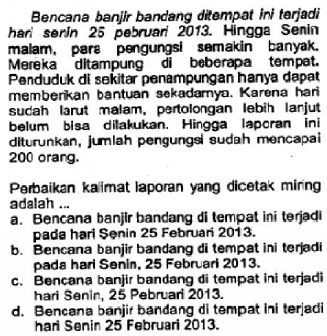 Bencana banjir bandang ditempat ini terjadi
hari senin 25 pebruari 2013. Hingga Senin
malam, para pengungsi semakin banyak.
Mereka ditampung di beberapa tempat.
Penduduk di sekitar penampungan hanya dapat
memberikan bantuan sekadarnya. Karena hari
sudah larut malam, pertolongan lebih lanjut
belum bisa dilakukan. Hingga laporan ini
diturunkan, jumlah pengungsi sudah mencapai
200 orang.
Perbaikan kalimat laporan yang dicetak miring
adalah ...
a. Bencana banjir bandang di tempat ini terjadi
pada hari Senin 25 Februari 2013.
b. Bencana banjir bandang di tempat ini terjadi
pada hari Senin, 25 Februari 2013.
c. Bencana banjir bandang di tempat ini terjadi
hari Senin, 25 Pebruari 2013.
d. Bencana banjir bandang di tempat ini terjadi
hari Senin 25 Februari 2013.